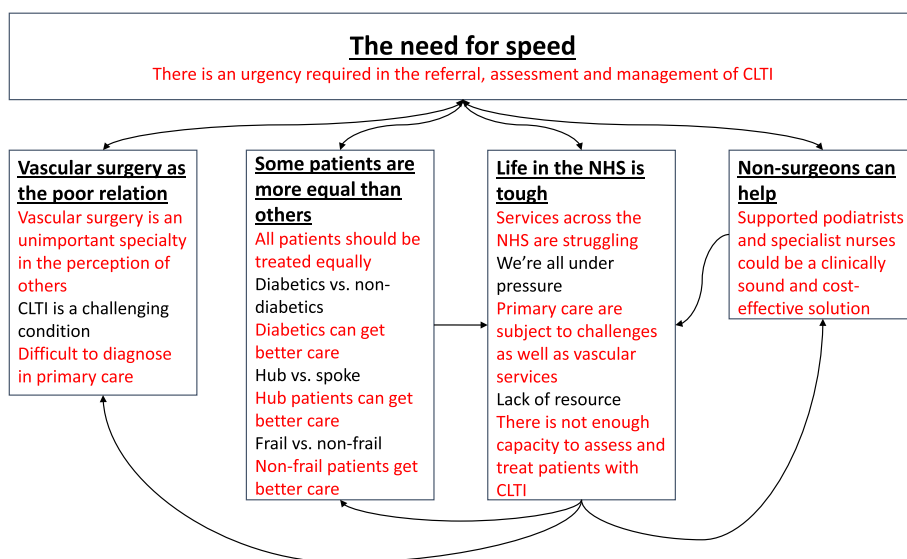 The need for speed
There is an urgency required in the referral, assessment and management of CLTI
Vascular surgery as
the poor relation
Vascular surgery is an
unimportant specialty
in the perception of
others
CLTI is a challenging
condition
Difficult to diagnose
in primary care
Some patients are
more equal than
others
All patients should be
treated equally
Diabetics vs. non-
diabetics
Diabetics can get
better care
Hub vs. spoke
Hub patients can get
better care
Frail vs. non-frail
Non-frail patients get
better care
Life in the NHS is
tough
Services across the
NHS are struggling
We’re all under
pressure
Primary care are
subject to challenges
as well as vascular
services
Lack of resource
There is not enough
capacity to assess and
treat patients with
CLTI
Non-surgeons can
help
Supported podiatrists
and specialist nurses
could be a clinically
sound and cost-
effective solution